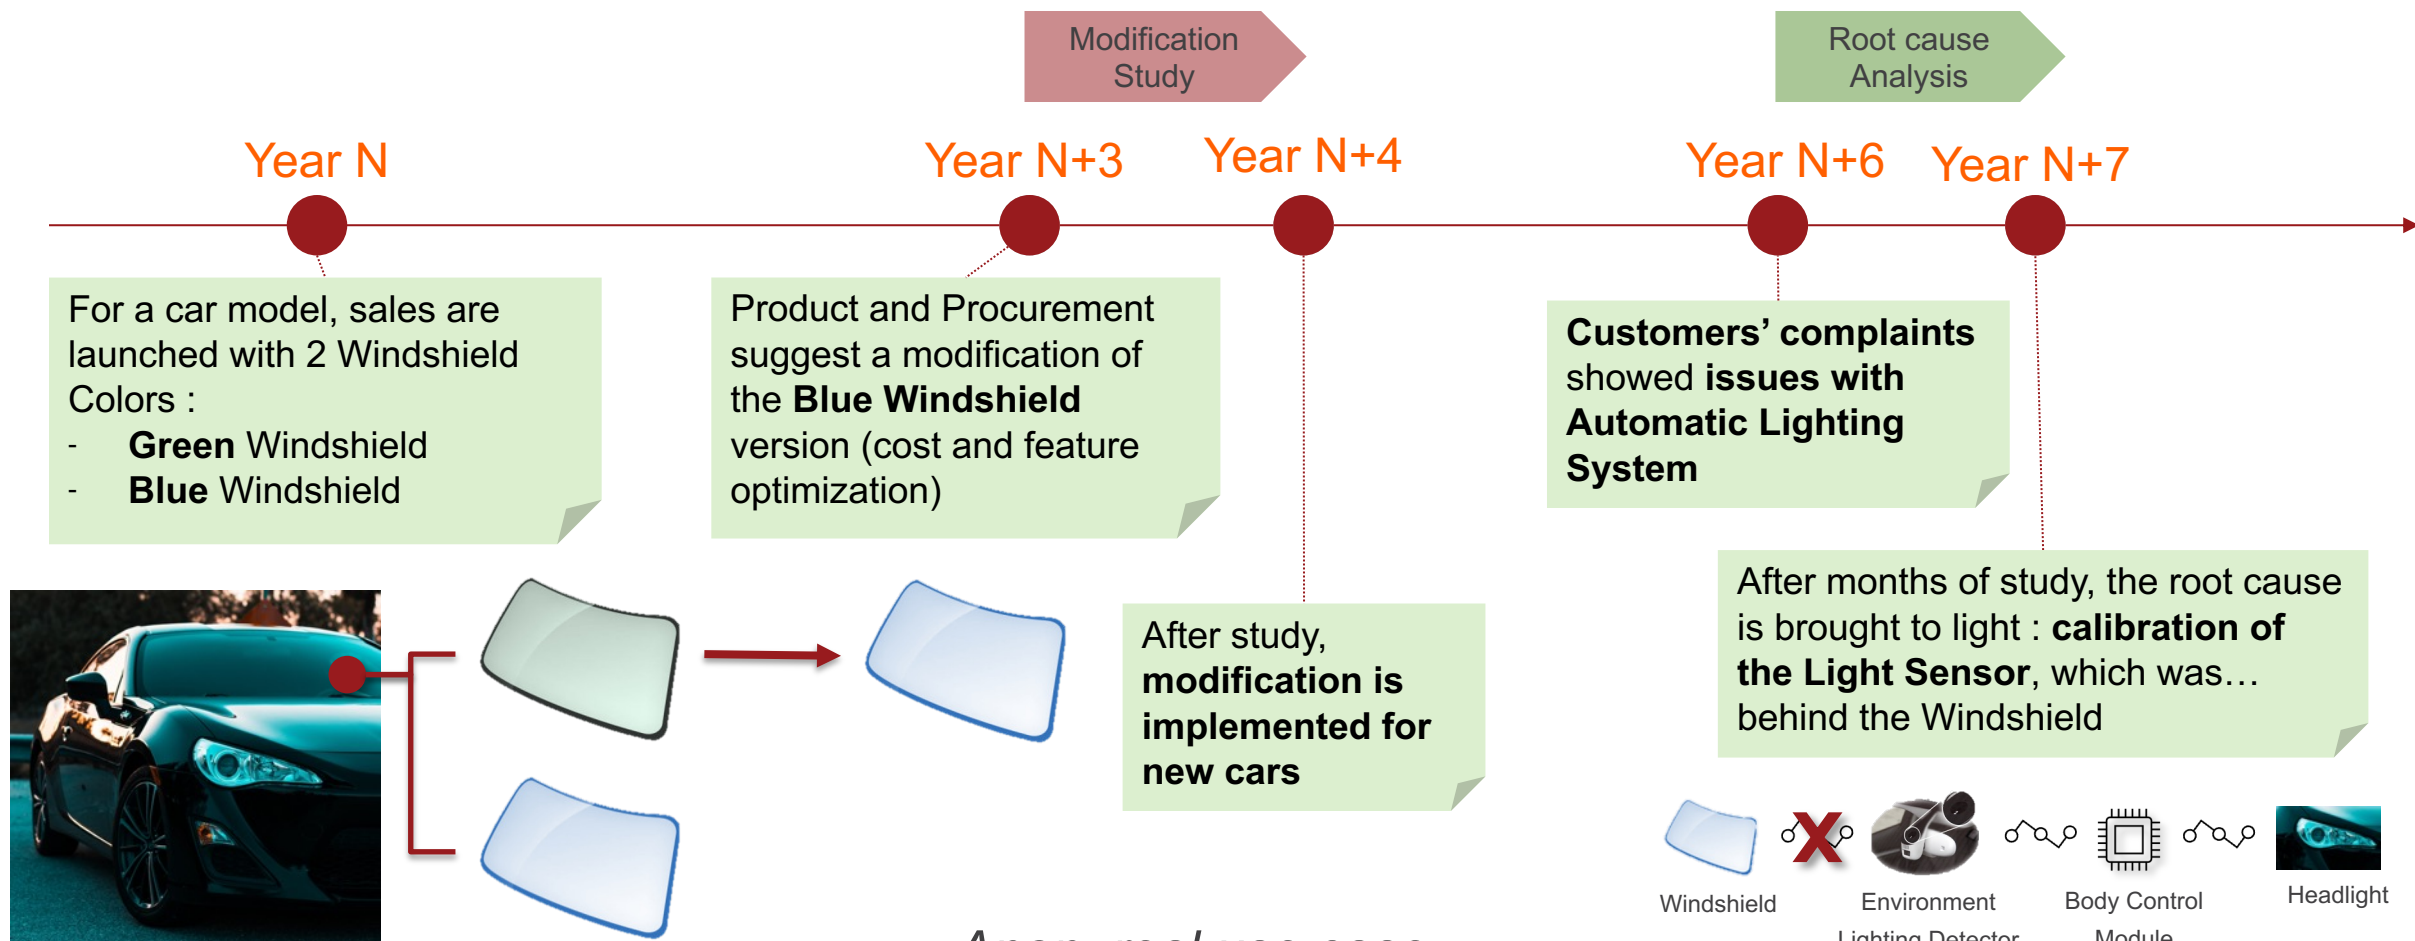 Modification
Study
Root cause
Analysis
Year N
Year N+3
Year N+4
Year N+6
Year N+7
For a car model, sales are
launched with 2 Windshield
Colors :
- Green Windshield
- Blue Windshield
Product and Procurement
suggest a modification of
the Blue Windshield
version (cost and feature
optimization)
After study,
modification is
implemented for
new cars
Customers’ complaints
showed issues with
Automatic Lighting
System
After months of study, the root cause
is brought to light : calibration of
the Light Sensor, which was…
behind the Windshield
X
Windshield
Environment
Lighting Detector
Body Control
Module
Headlight